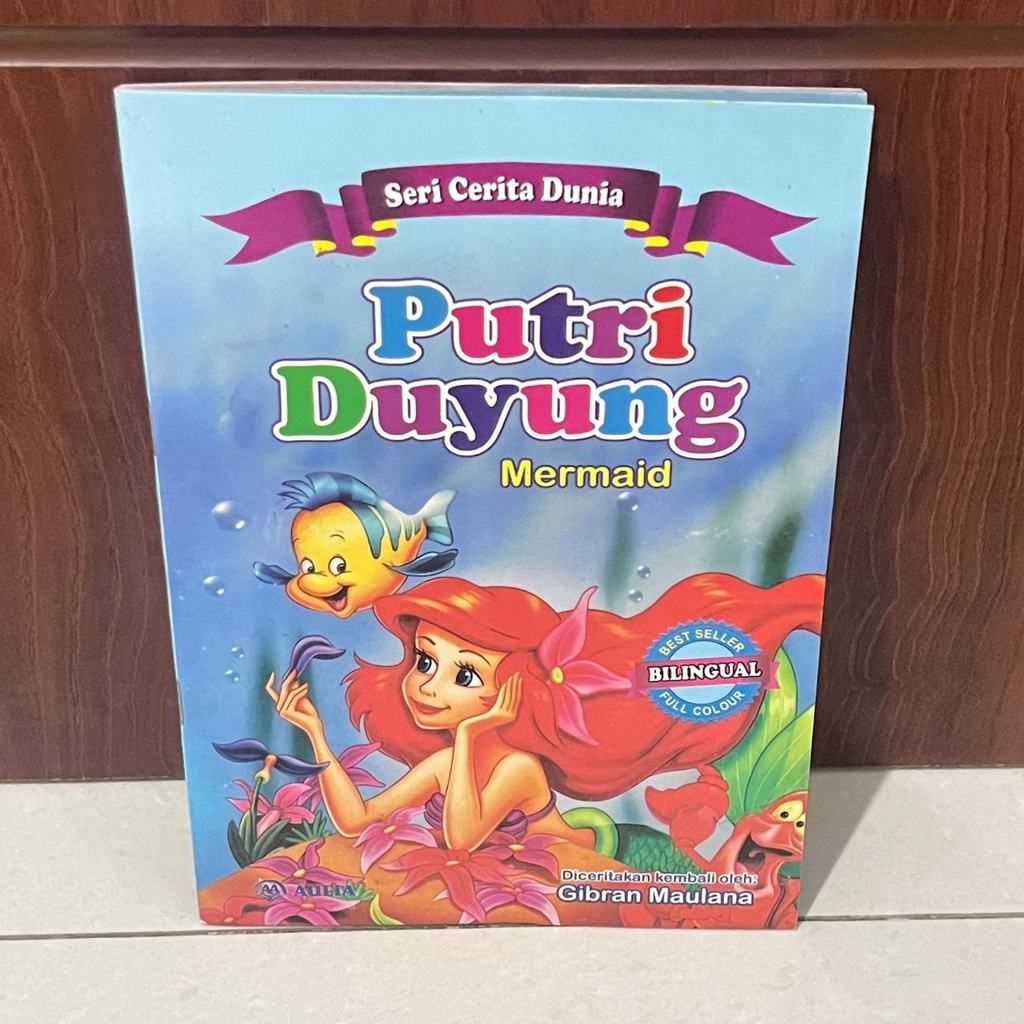 Seri Cerita Dunia
Putri
Duyung
Mermaid
BEST SELLER
BILINGUAL
FULL COLOUR
Diceritakan kembali oleh:
Gibran Maulana
AULIA